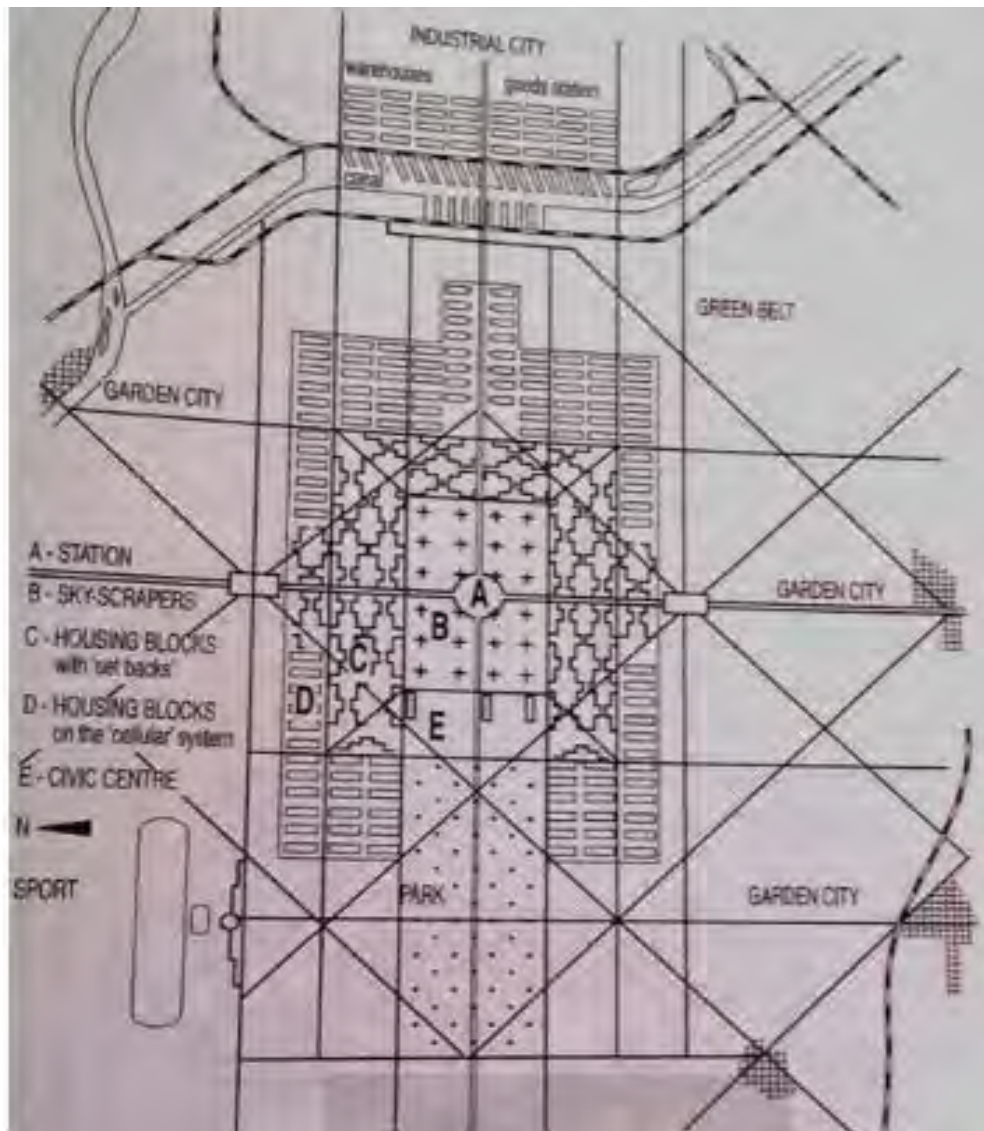 INDUSTRIAL CITY
warehouses
goods station
canal
GREEN BELT
GARDEN CITY
A - STATION
B - SKY-SCRAPERS
C - HOUSING BLOCKS
with 'set backs'
D - HOUSING BLOCKS
on the 'cellular' system
E - CIVIC CENTRE
N
SPORT
A
B
C
D
E
GARDEN CITY
PARK
GARDEN CITY